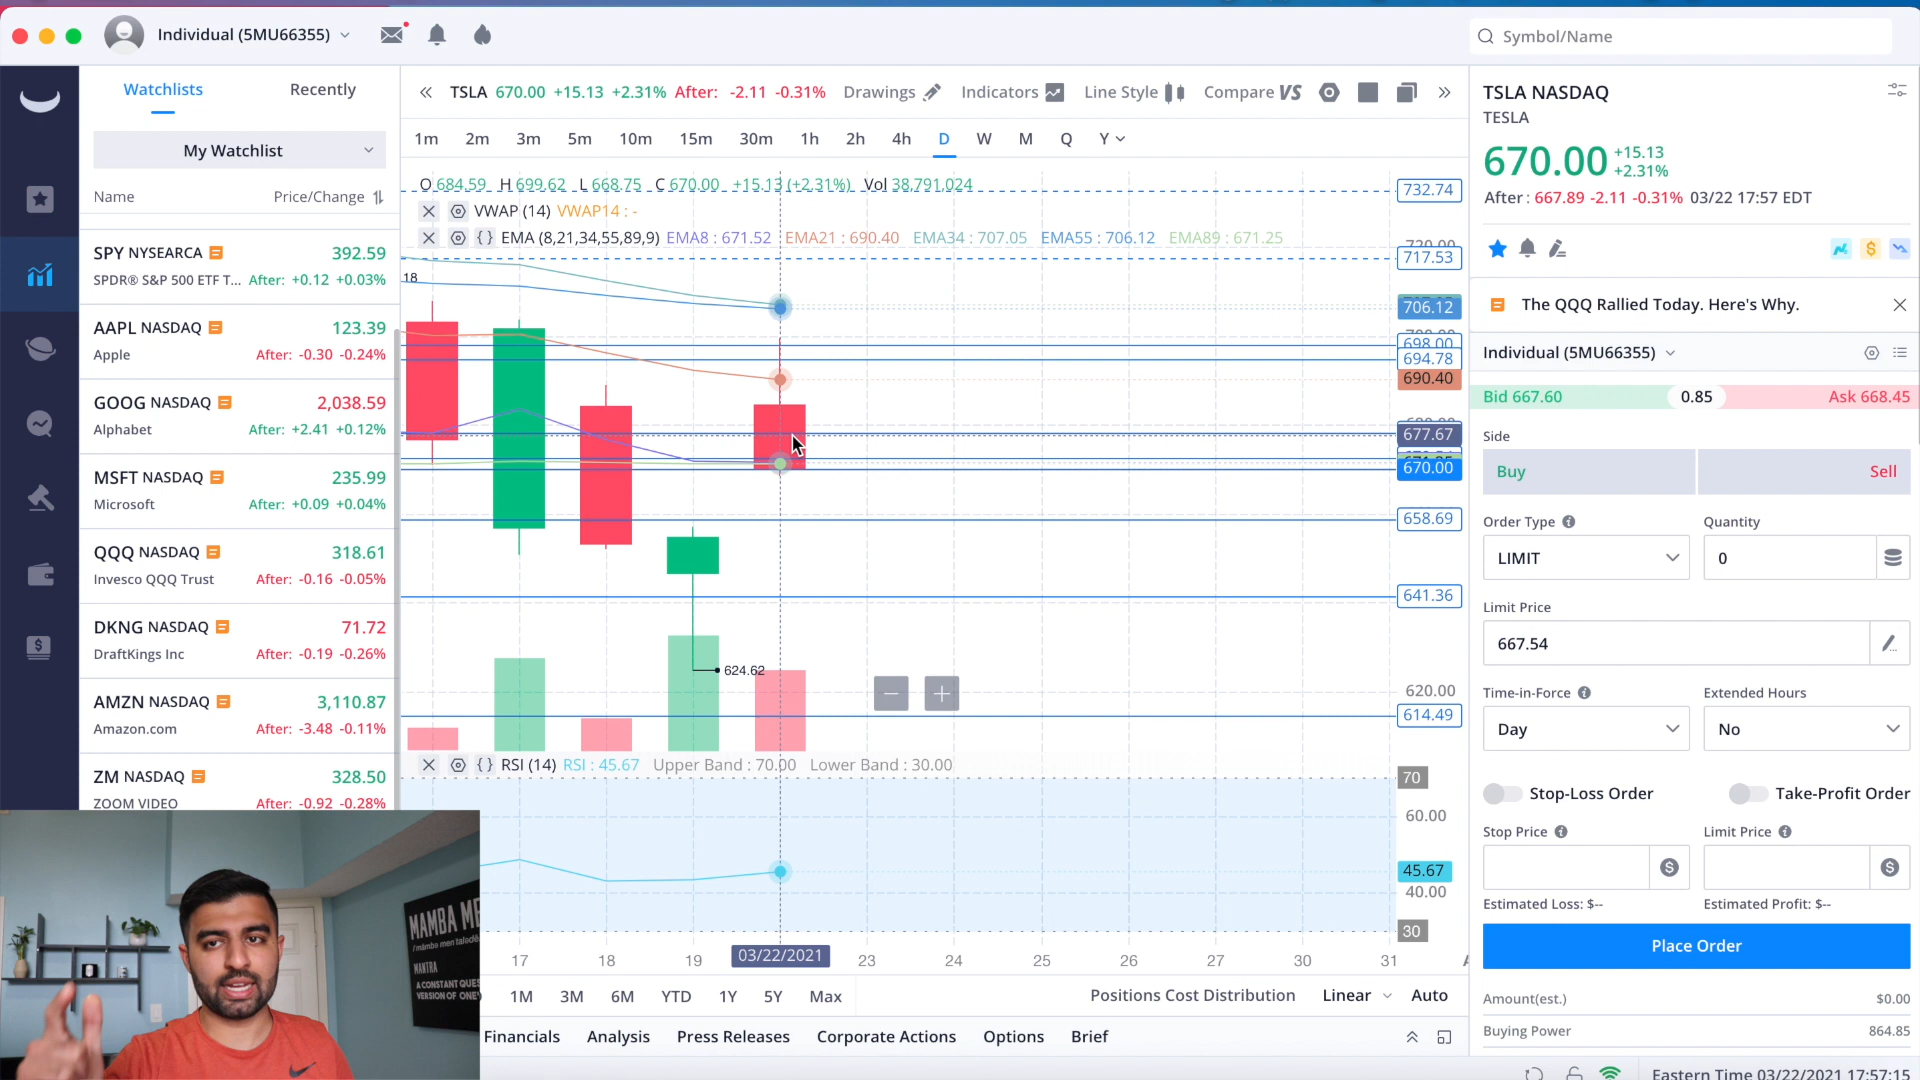 Individual (5MU66355)
Symbol/Name
Watchlists Recently
My Watchlist
Name Price/Change
SPY NYSEARCA 392.59
SPDR® S&P 500 ETF T... After: +0.12 +0.03%
AAPL NASDAQ 123.39
Apple After: -0.30 -0.24%
GOOG NASDAQ 2,038.59
Alphabet After: +2.41 +0.12%
MSFT NASDAQ 235.99
Microsoft After: +0.09 +0.04%
QQQ NASDAQ 318.61
Invesco QQQ Trust After: -0.16 -0.05%
DKNG NASDAQ 71.72
DraftKings Inc After: -0.19 -0.26%
AMZN NASDAQ 3,110.87
Amazon.com After: -3.48 -0.11%
ZM NASDAQ 328.50
ZOOM VIDEO After: -0.92 -0.28%
TSLA 670.00 +15.13 +2.31% After: -2.11 -0.31% Drawings Indicators Line Style Compare VS
1m 2m 3m 5m 10m 15m 30m 1h 2h 4h D W M Q Y
O 684.59 H 699.62 L 668.75 C 670.00 +15.13 (+2.31%) Vol 38,791,024
VWAP (14) VWAP14 : -
EMA (8,21,34,55,89,9) EMA8 : 671.52 EMA21 : 690.40 EMA34 : 707.05 EMA55 : 706.12 EMA89 : 671.25
18
732.74
717.53
706.12
698.00
694.78
690.40
677.67
670.00
658.69
641.36
624.62
620.00
614.49
RSI (14) RSI : 45.67 Upper Band : 70.00 Lower Band : 30.00
70
60.00
45.67
40.00
30
17 18 19 03/22/2021 23 24 25 26 27 30 31
1M 3M 6M YTD 1Y 5Y Max Positions Cost Distribution Linear Auto
Financials Analysis Press Releases Corporate Actions Options Brief
TSLA NASDAQ
TESLA
670.00 +15.13
+2.31%
After : 667.89 -2.11 -0.31% 03/22 17:57 EDT
The QQQ Rallied Today. Here's Why.
Individual (5MU66355)
Bid 667.60 0.85 Ask 668.45
Side
Buy Sell
Order Type Quantity
LIMIT 0
Limit Price
667.54
Time-in-Force Extended Hours
Day No
Stop-Loss Order Take-Profit Order
Stop Price Limit Price
Estimated Loss: $-- Estimated Profit: $--
Place Order
Amount(est.) $0.00
Buying Power 864.85
Eastern Time 03/22/2021 17:57:15
MAMBA ME
MANTRA
A CONSTANT QUES
VERSION OF ONE